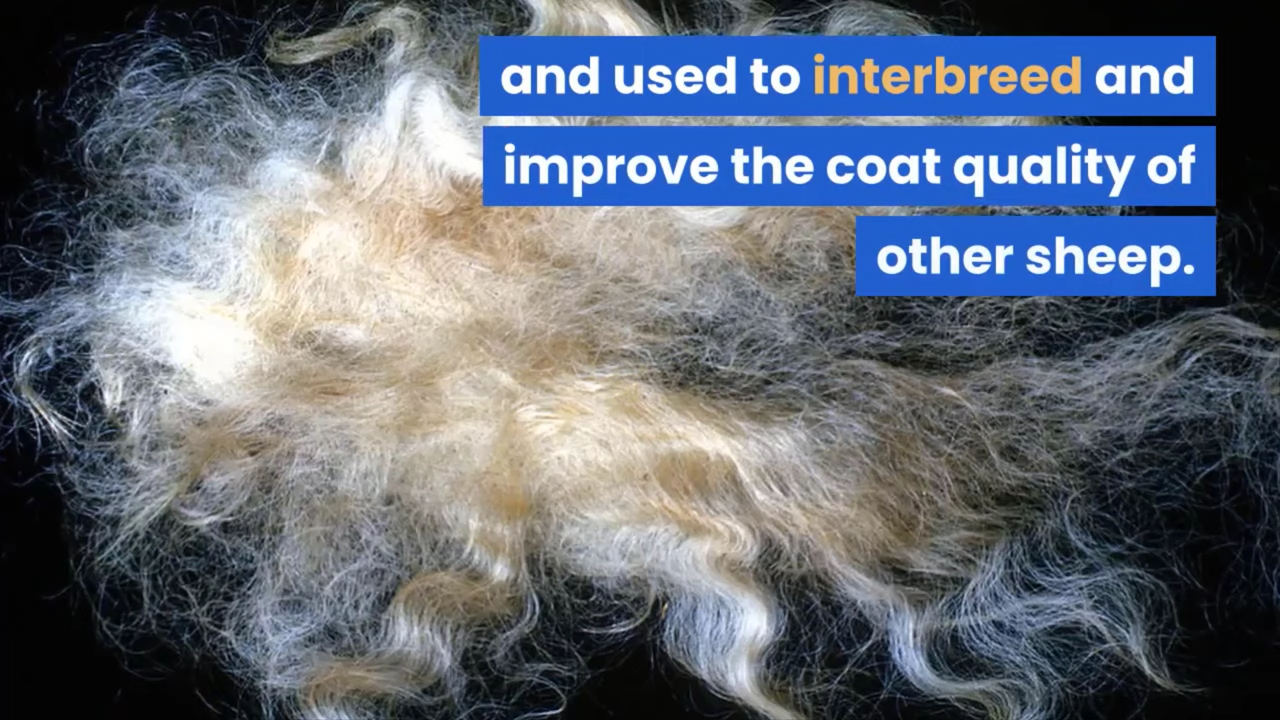 and used to interbreed and
improve the coat quality of
other sheep.